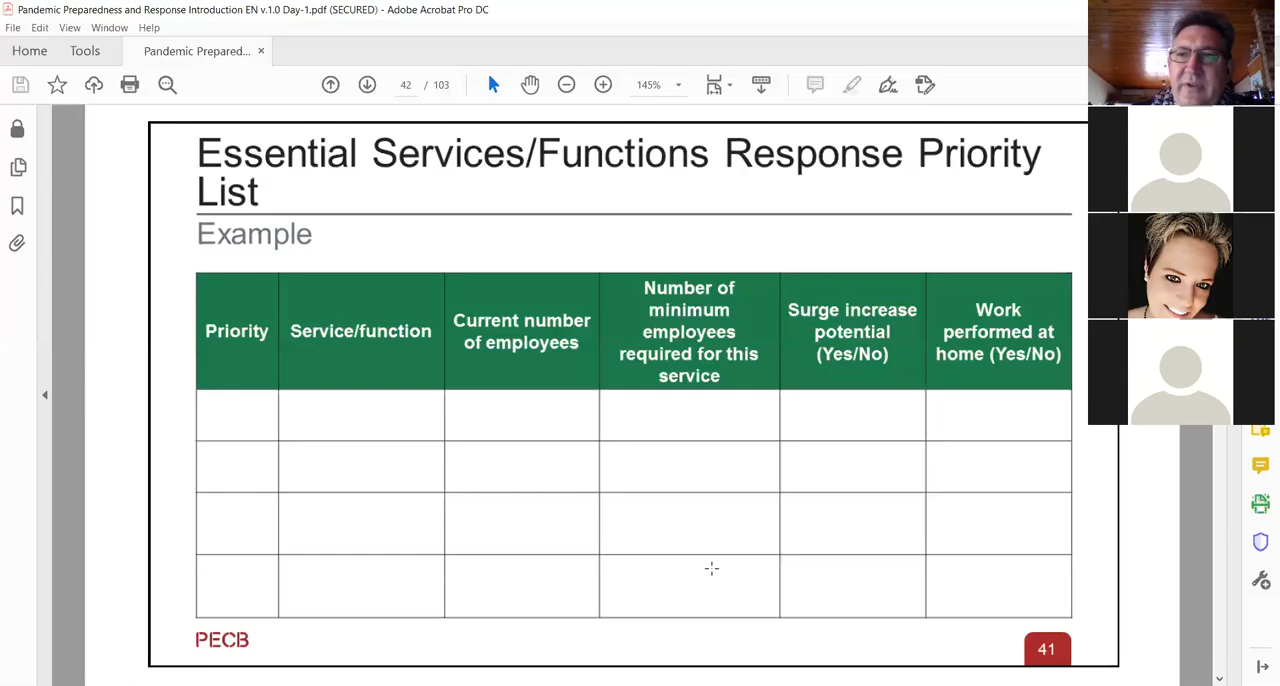 Pandemic Preparedness and Response Introduction EN v.1.0 Day-1.pdf (SECURED) - Adobe Acrobat Pro DC
File Edit View Window Help
Home Tools Pandemic Prepared... ×
42 / 103 145%
Essential Services/Functions Response Priority
List
Example
Priority
Service/function
Current number
of employees
Number of
minimum
employees
required for this
service
Surge increase
potential
(Yes/No)
Work
performed at
home (Yes/No)
PECB
41